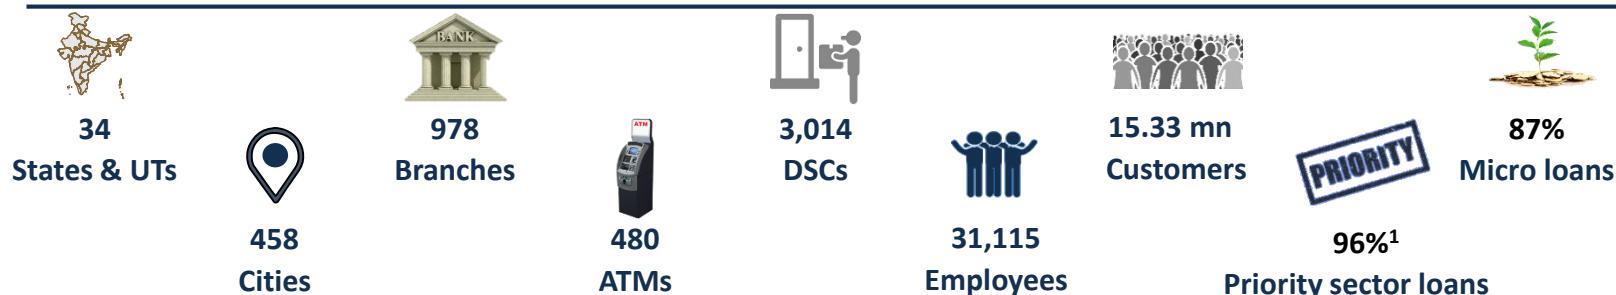 BANK
34
States & UTs
458
Cities
978
Branches
ATM
480
ATMs
3,014
DSCs
31,115
Employees
15.33 mn
Customers
PRIORITY
96%1
Priority sector loans
87%
Micro loans